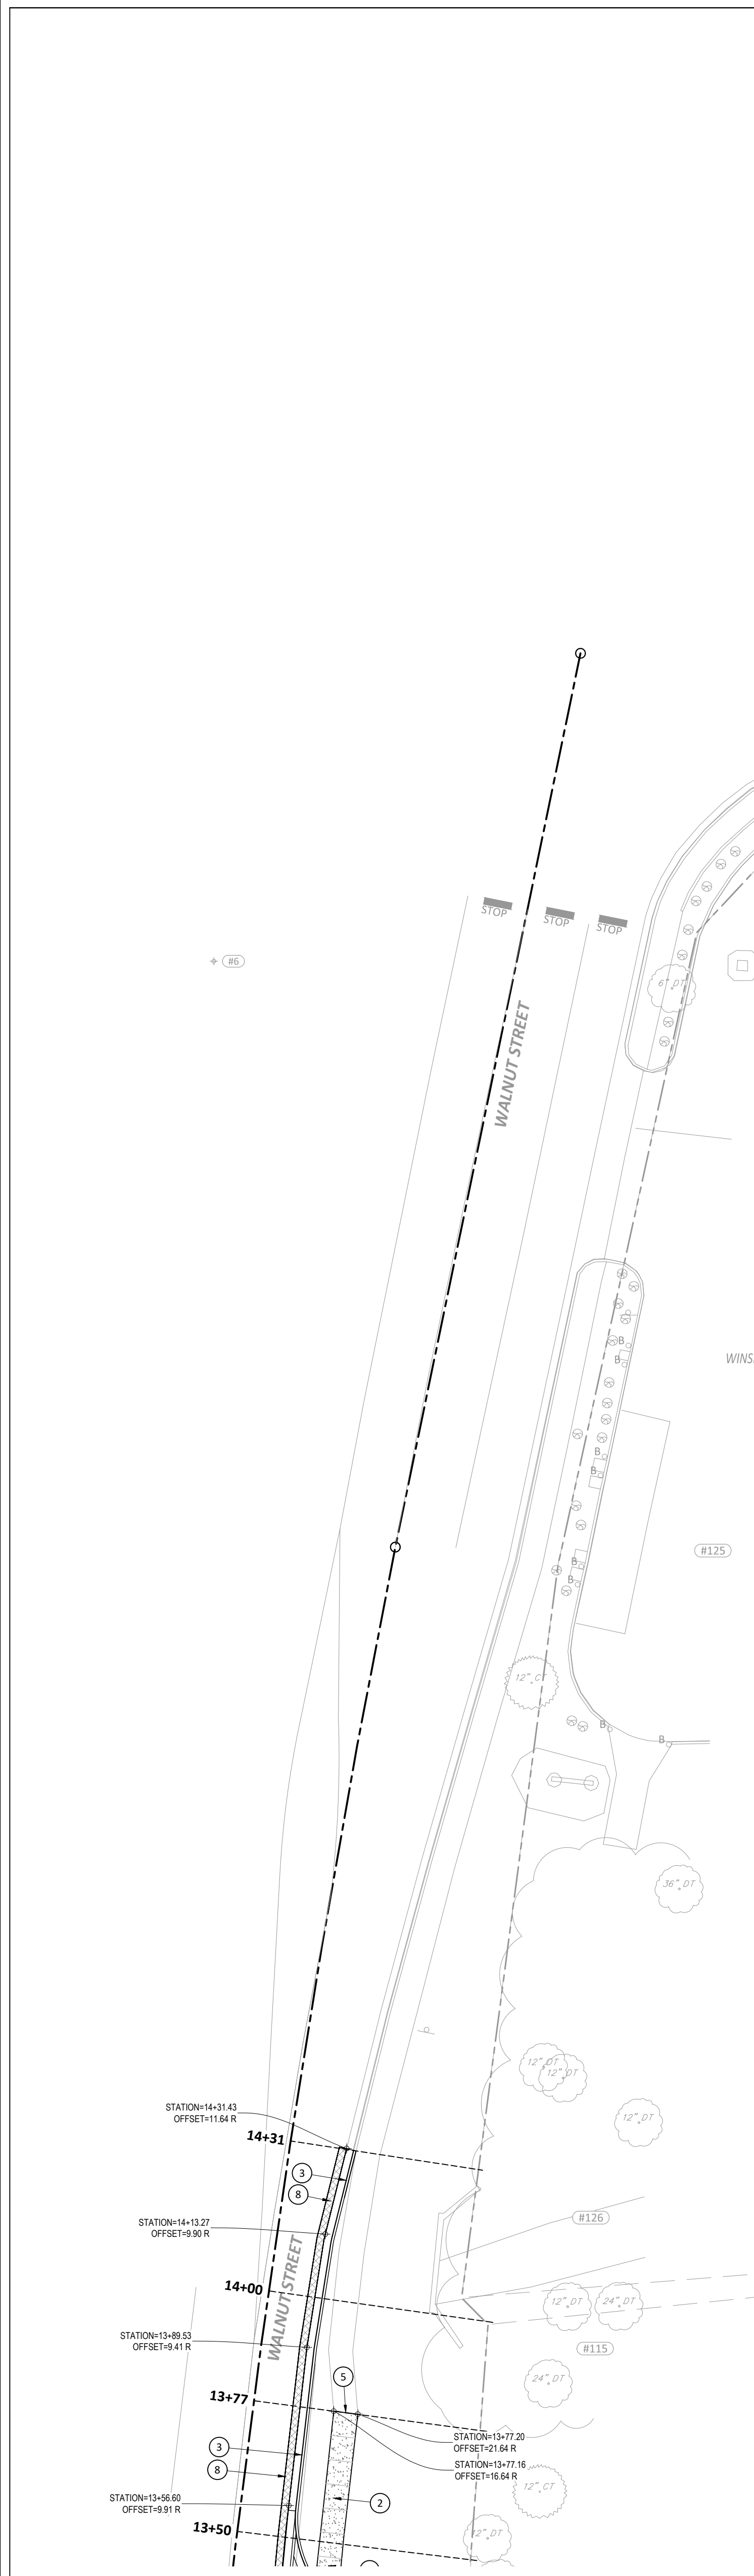 STOP
STOP
STOP
#6
6" DT
WALNUT STREET
B
B
WINS
B
B
#125
B
B
12" CT
B
B
36" DT
12" DT
12" DT
12" DT
STATION=14+31.43
OFFSET=11.64 R
14+31
3
8
#126
STATION=14+13.27
OFFSET=9.90 R
WALNUT STREET
14+00
12" DT
24" DT
STATION=13+89.53
OFFSET=9.41 R
#115
5
24" DT
13+77
STATION=13+77.20
OFFSET=21.64 R
3
STATION=13+77.16
OFFSET=16.64 R
8
12" CT
STATION=13+56.60
OFFSET=9.91 R
2
13+50
12" DT